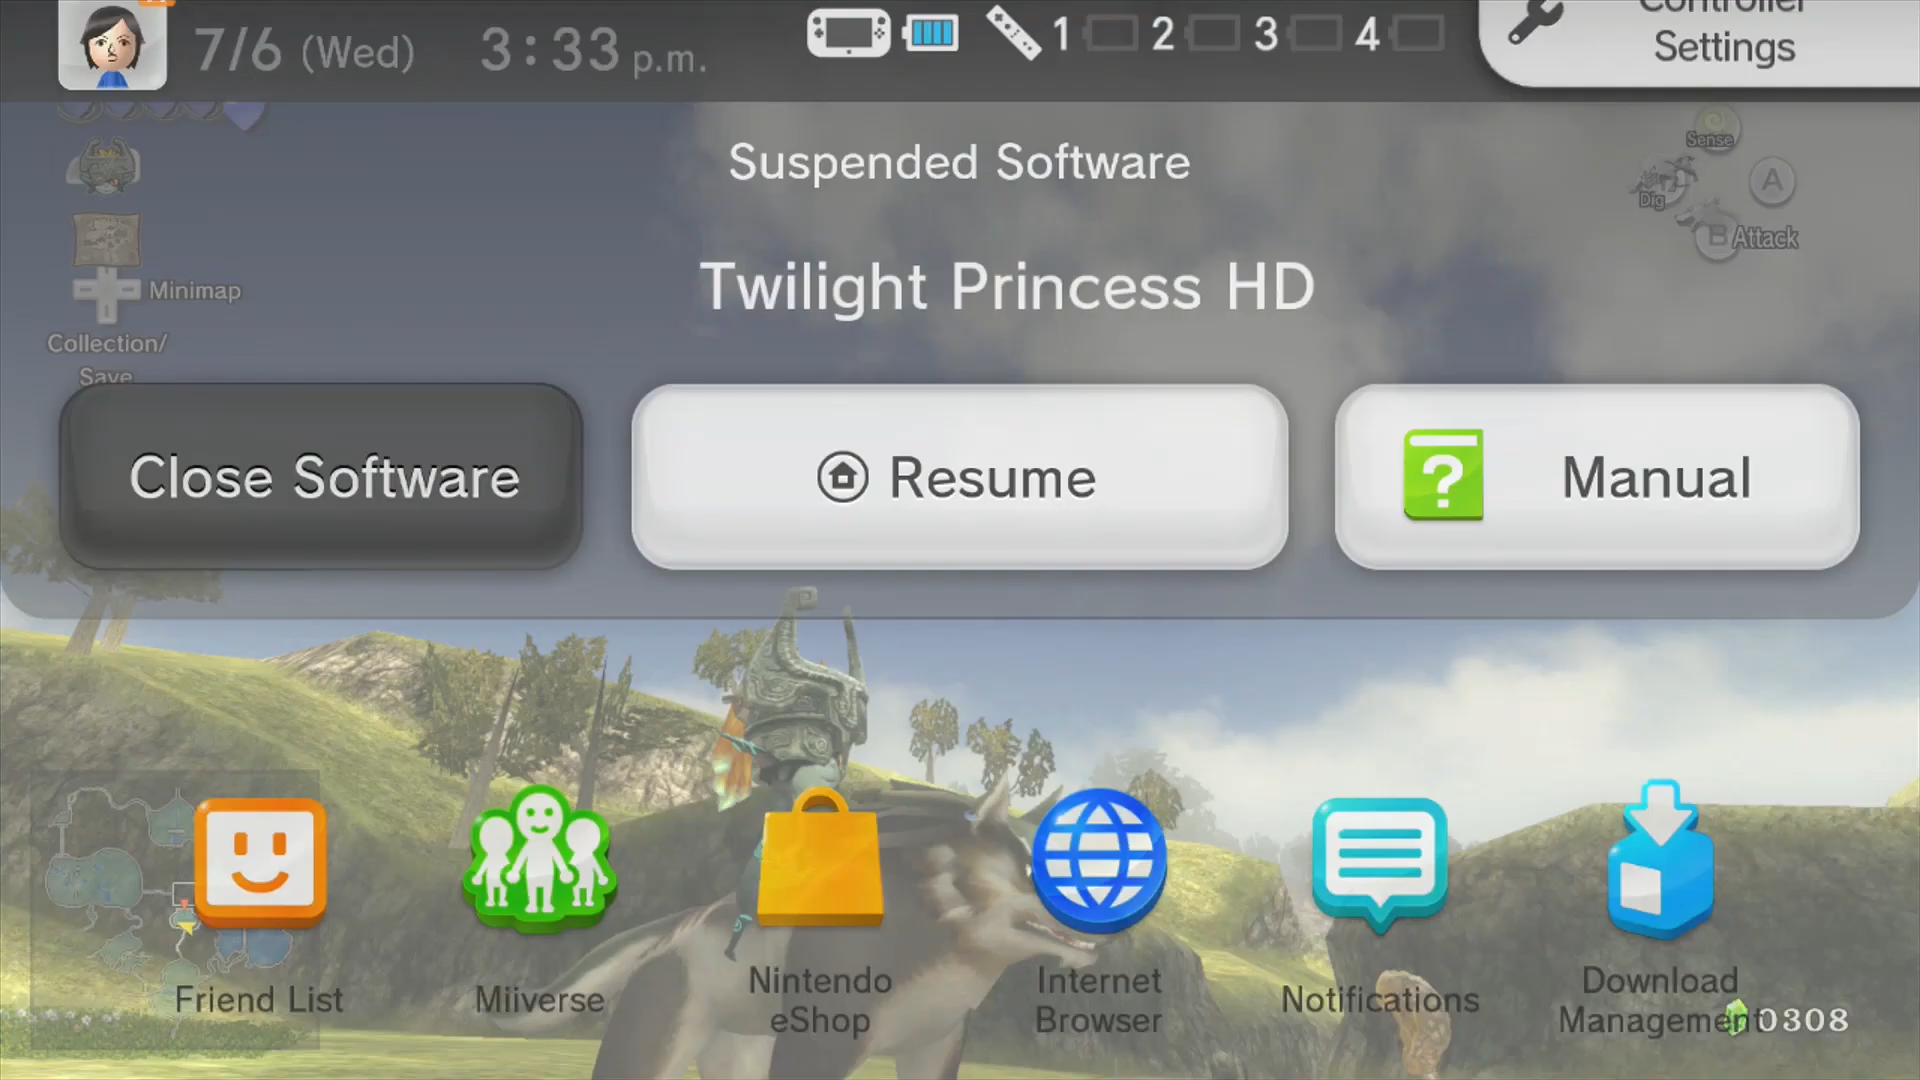 7/6 (Wed) 3:33 p.m. 1 2 3 4
Controller
Settings
Suspended Software
Sense
A
Dig
B Attack
Twilight Princess HD
Minimap
Collection/
Save
Close Software
Resume
? Manual
Friend List
Miiverse
Nintendo
eShop
Internet
Browser
Notifications
Download
Management
0308